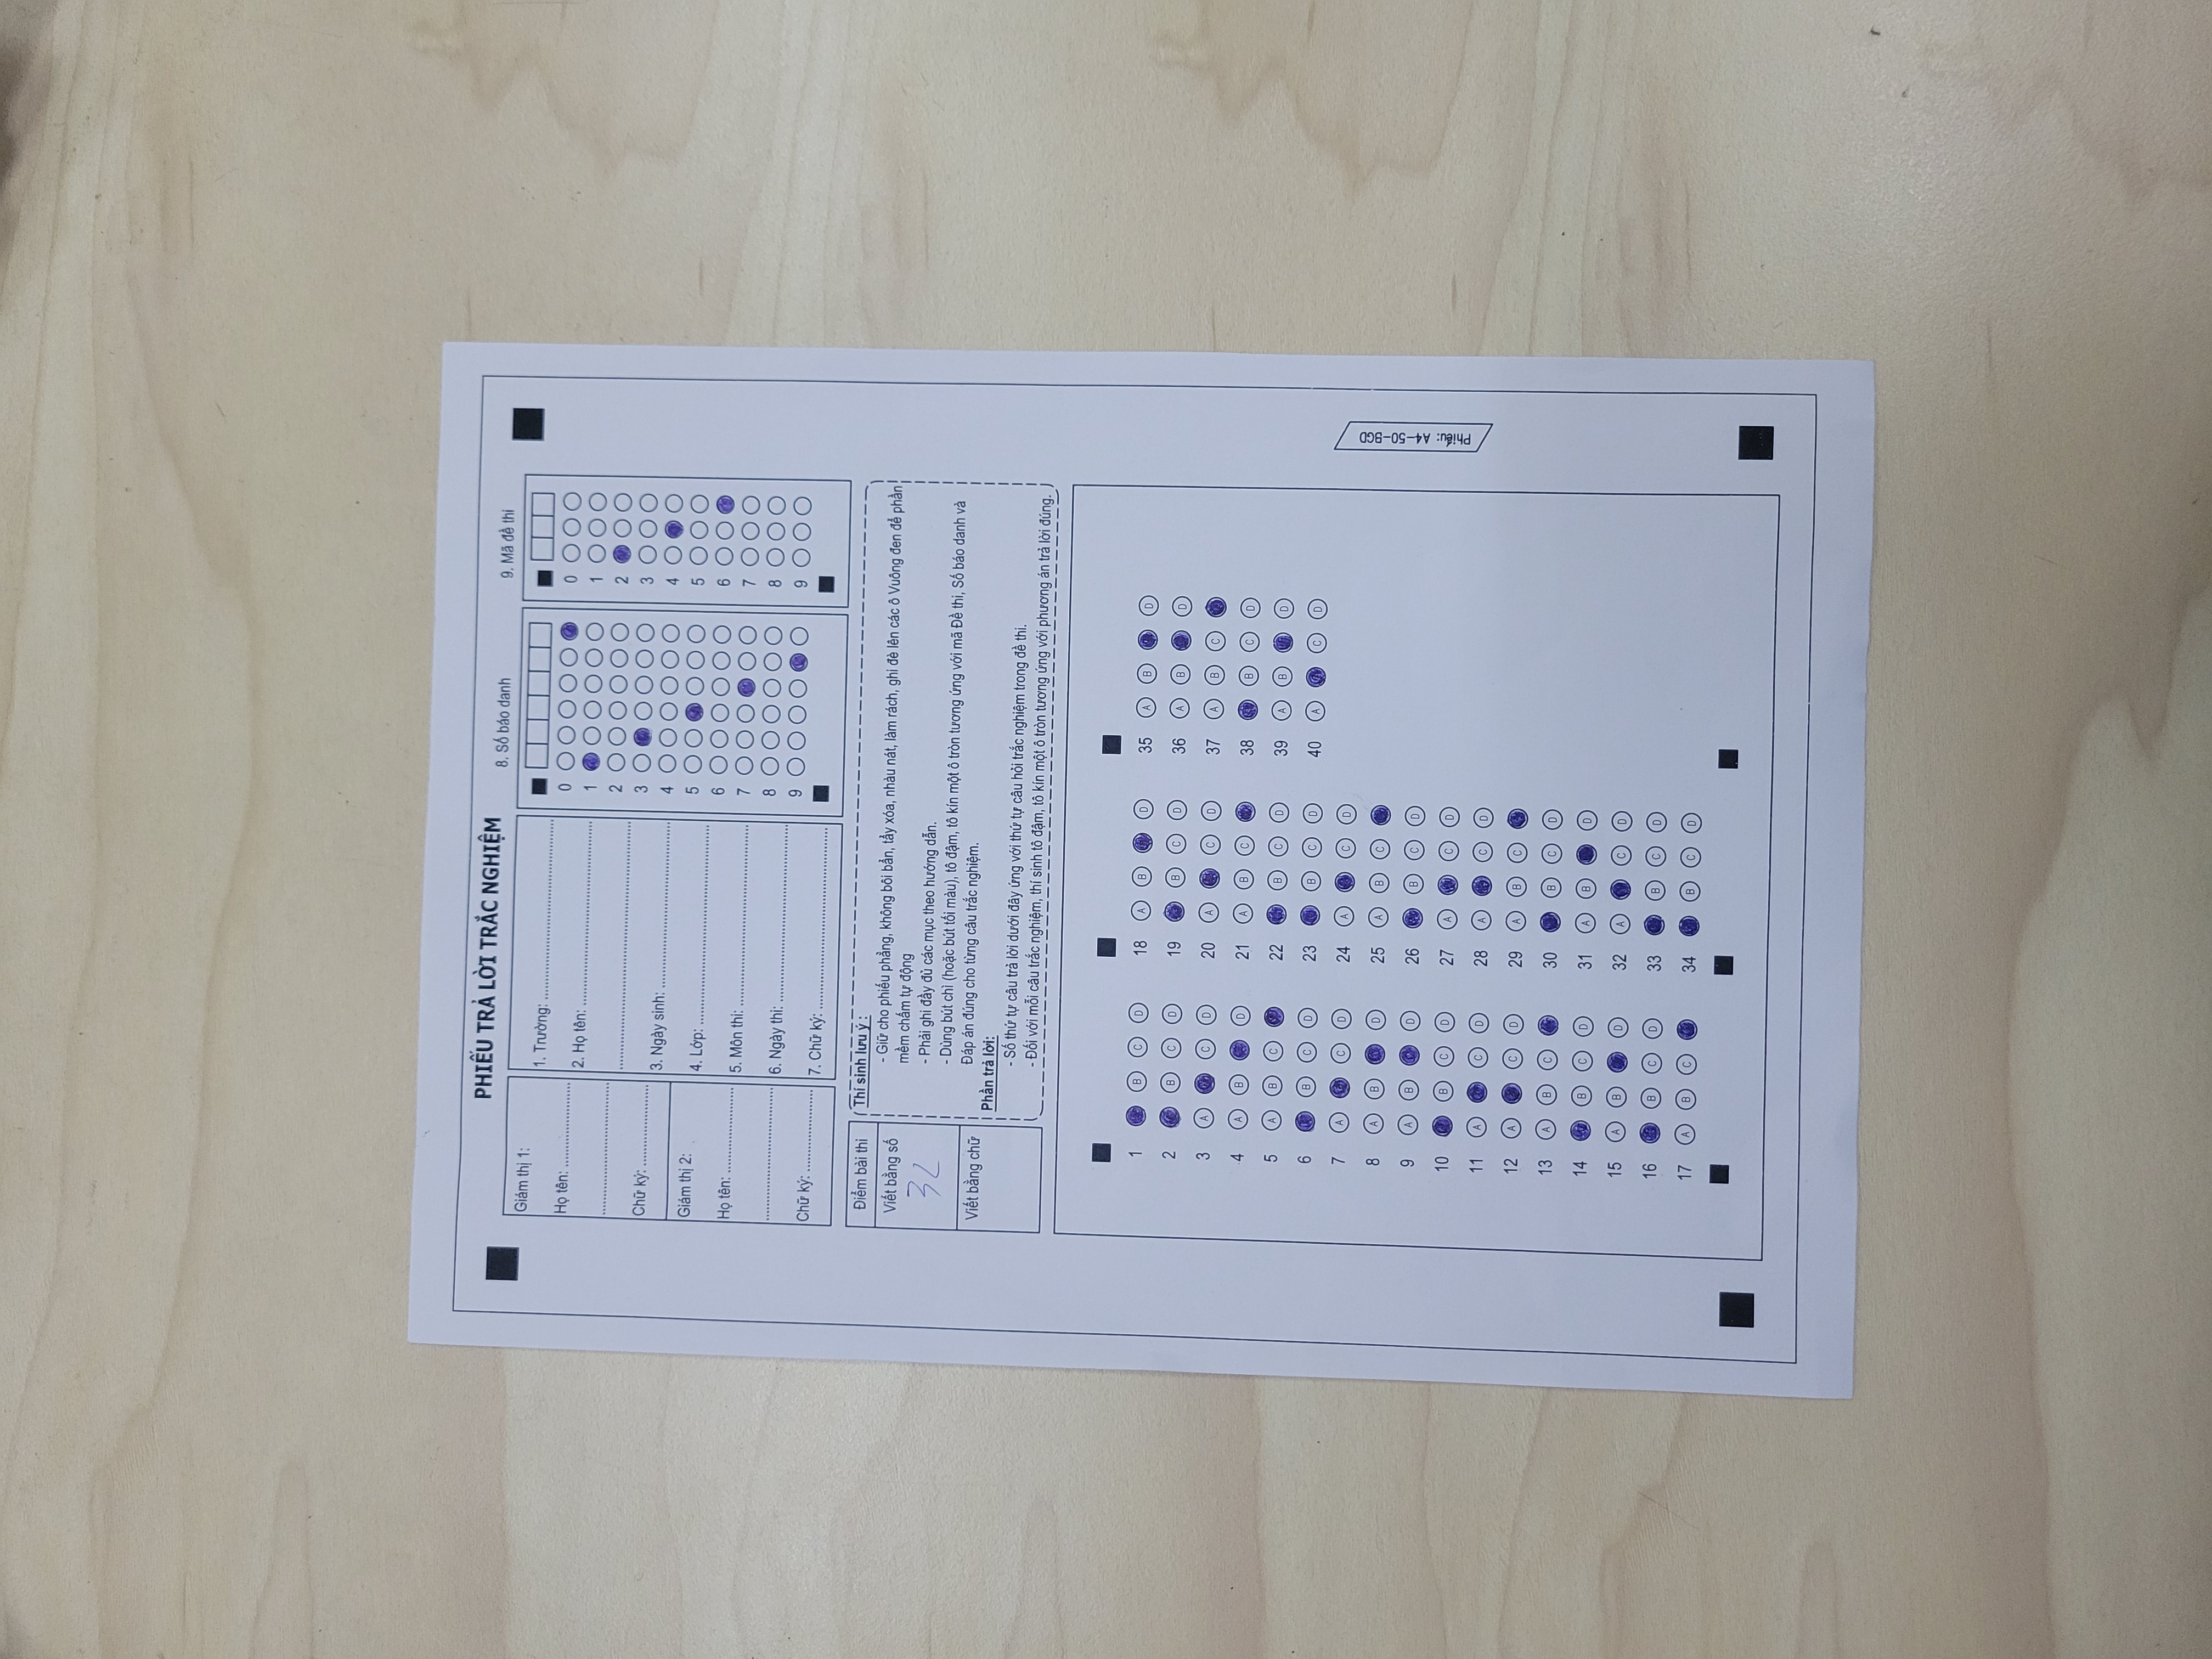 PHIẾU TRẢ LỜI TRẮC NGHIỆM
Giám thị 1:
Họ tên: ..........................
..........................................
Chữ ký: .........................
Giám thị 2:
Họ tên: ..........................
..........................................
Chữ ký: .........................
1. Trường: ..........................................................
2. Họ tên: ...........................................................
................................................................................
3. Ngày sinh: .....................................................
4. Lớp: ...............................................................
5. Môn thi: .........................................................
6. Ngày thi: ........................................................
7. Chữ ký: .........................................................
8. Số báo danh
0
1
2
3
4
5
6
7
8
9
9. Mã đề thi
0
1
2
3
4
5
6
7
8
9
Điểm bài thi
Viết bằng số
32
Viết bằng chữ
Thí sinh lưu ý :
- Giữ cho phiếu phẳng, không bôi bẩn, tẩy xóa, nhàu nát, làm rách, ghi đè lên các ô Vuông đen để phần
mềm chấm tự động
- Phải ghi đầy đủ các mục theo hướng dẫn.
- Dùng bút chì (hoặc bút tối màu), tô đậm, tô kín một ô tròn tương ứng với mã Đề thi, Số báo danh và
Đáp án đúng cho từng câu trắc nghiệm.
Phần trả lời:
- Số thứ tự câu trả lời dưới đây ứng với thứ tự câu hỏi trắc nghiệm trong đề thi.
- Đối với mỗi câu trắc nghiệm, thí sinh tô đậm, tô kín một ô tròn tương ứng với phương án trả lời đúng.
1 B C D
2 B C D
3 A C D
4 A B D
5 A B C
6 B C D
7 A C D
8 A B D
9 A B D
10 B C D
11 A C D
12 A C D
13 A B C
14 B C D
15 A B D
16 B C D
17 A B C
18 A B D
19 B C D
20 A C D
21 A B C
22 B C D
23 B C D
24 A C D
25 A B C
26 B C D
27 A C D
28 A C D
29 A B C
30 B C D
31 A B D
32 A C D
33 B C D
34 B C D
35 A B D
36 A B D
37 A B C
38 B C D
39 A B D
40 A C D
Phiếu: A4-50-BGD